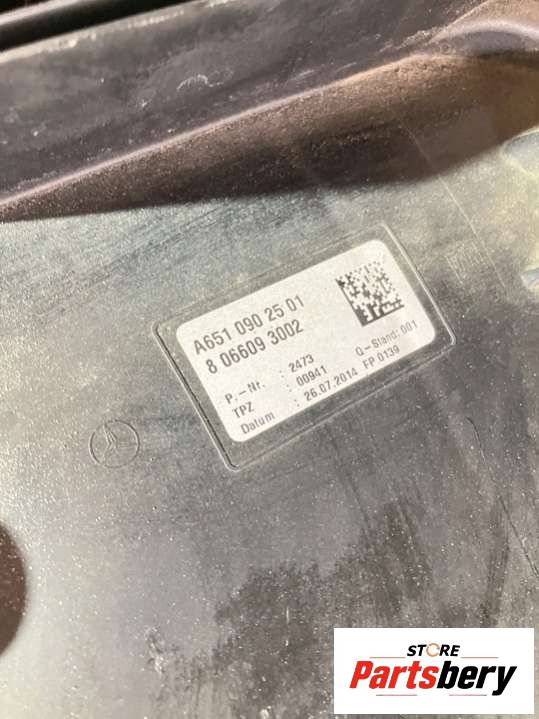 A651 090 25 01
8 06609 3002
P.-Nr. : 2473 Q-Stand: 001
TPZ : 00941 FP 0139
Datum : 26.07.2014
STORE
Partsbery